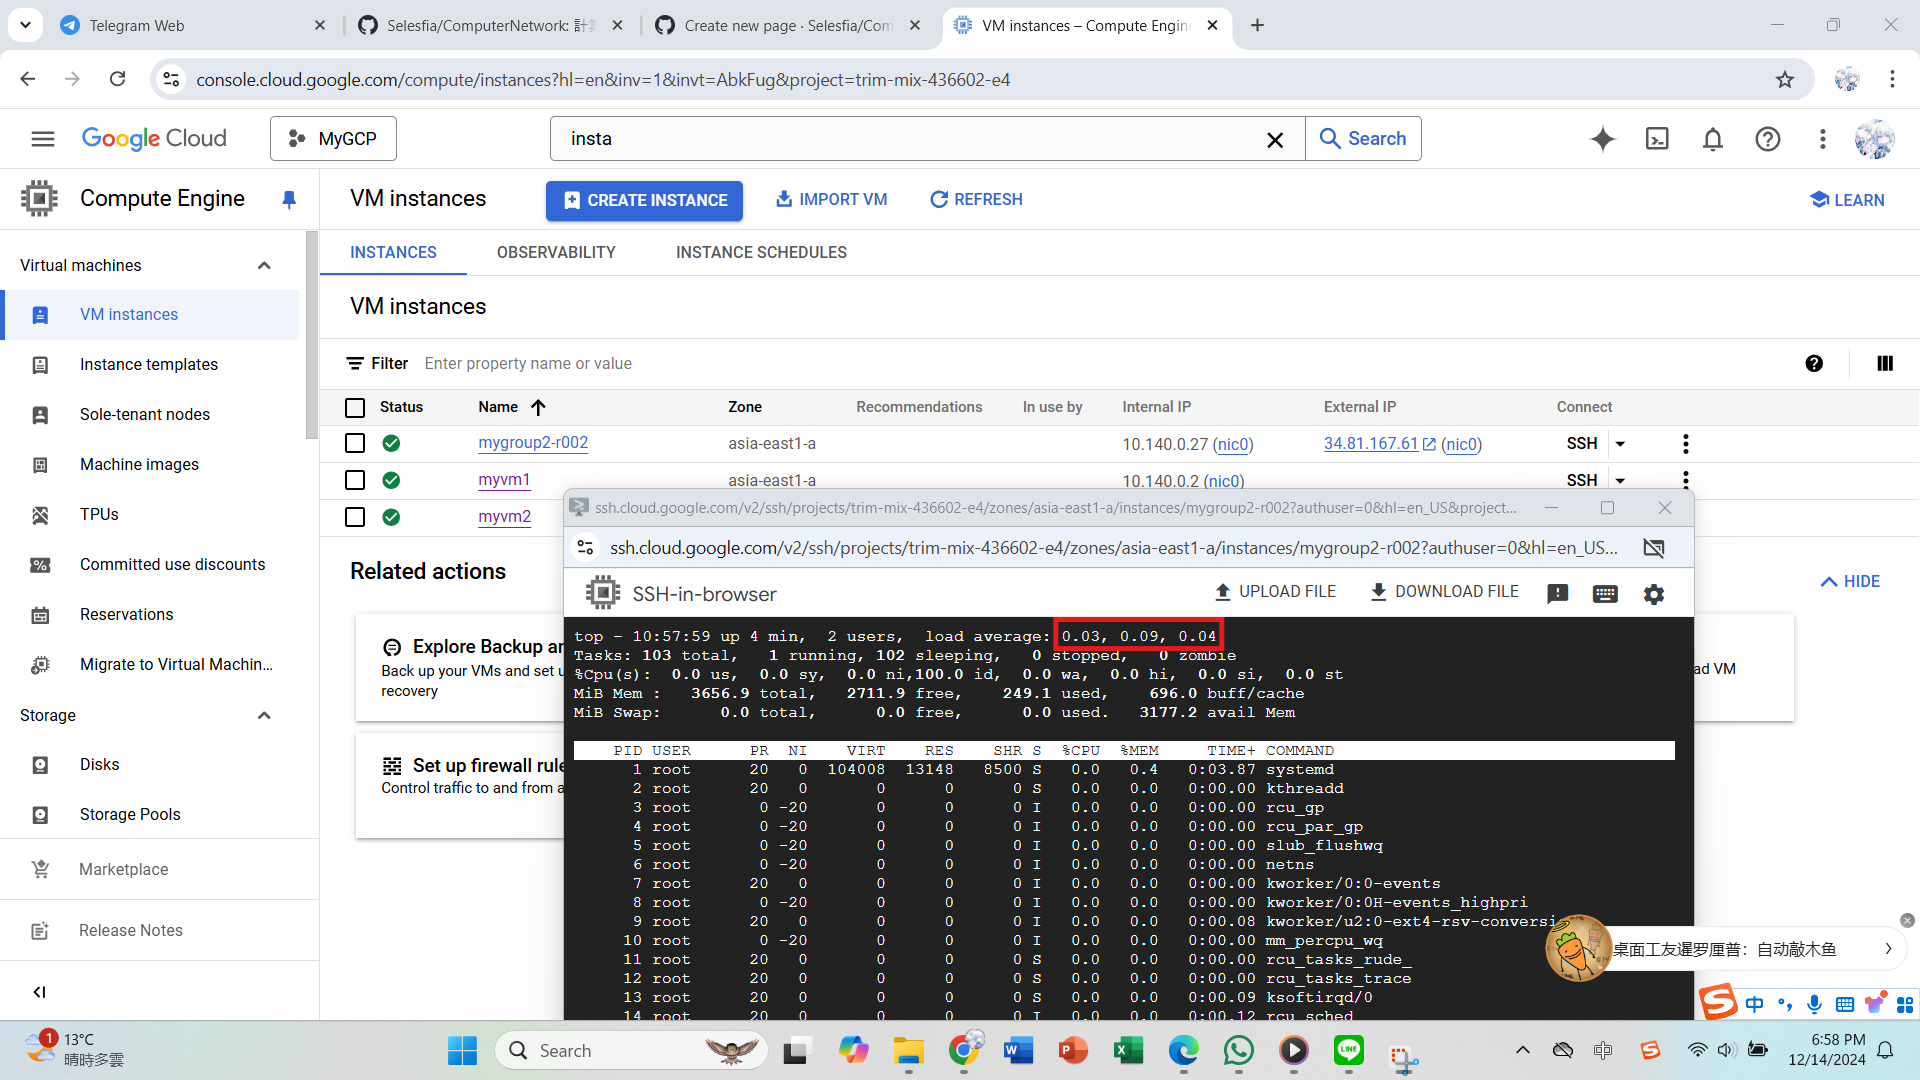 Telegram Web
Selesfia/ComputerNetwork: 計
Create new page · Selesfia/Com
VM instances – Compute Engine
console.cloud.google.com/compute/instances?hl=en&inv=1&invt=AbkFug&project=trim-mix-436602-e4
Google Cloud
MyGCP
insta
Search
Compute Engine
VM instances
CREATE INSTANCE
IMPORT VM
REFRESH
LEARN
Virtual machines
INSTANCES
OBSERVABILITY
INSTANCE SCHEDULES
VM instances
Instance templates
Sole-tenant nodes
Machine images
TPUs
Committed use discounts
Reservations
Migrate to Virtual Machin...
Storage
Disks
Storage Pools
Marketplace
Release Notes
VM instances
Filter Enter property name or value
Status Name Zone Recommendations In use by Internal IP External IP Connect
mygroup2-r002 asia-east1-a 10.140.0.27 (nic0) 34.81.167.61 (nic0) SSH
myvm1 asia-east1-a 10.140.0.2 (nic0) SSH
myvm2
Related actions
HIDE
Explore Backup an
Back up your VMs and set u
recovery
Set up firewall rule
Control traffic to and from a
ad VM
ssh.cloud.google.com/v2/ssh/projects/trim-mix-436602-e4/zones/asia-east1-a/instances/mygroup2-r002?authuser=0&hl=en_US&project...
ssh.cloud.google.com/v2/ssh/projects/trim-mix-436602-e4/zones/asia-east1-a/instances/mygroup2-r002?authuser=0&hl=en_US...
SSH-in-browser
UPLOAD FILE
DOWNLOAD FILE
top - 10:57:59 up 4 min, 2 users, load average: 0.03, 0.09, 0.04
Tasks: 103 total, 1 running, 102 sleeping, 0 stopped, 0 zombie
%Cpu(s): 0.0 us, 0.0 sy, 0.0 ni,100.0 id, 0.0 wa, 0.0 hi, 0.0 si, 0.0 st
MiB Mem : 3656.9 total, 2711.9 free, 249.1 used, 696.0 buff/cache
MiB Swap: 0.0 total, 0.0 free, 0.0 used. 3177.2 avail Mem
PID USER PR NI VIRT RES SHR S %CPU %MEM TIME+ COMMAND
1 root 20 0 104008 13148 8500 S 0.0 0.4 0:03.87 systemd
2 root 20 0 0 0 0 S 0.0 0.0 0:00.00 kthreadd
3 root 0 -20 0 0 0 I 0.0 0.0 0:00.00 rcu_gp
4 root 0 -20 0 0 0 I 0.0 0.0 0:00.00 rcu_par_gp
5 root 0 -20 0 0 0 I 0.0 0.0 0:00.00 slub_flushwq
6 root 0 -20 0 0 0 I 0.0 0.0 0:00.00 netns
7 root 20 0 0 0 0 I 0.0 0.0 0:00.00 kworker/0:0-events
8 root 0 -20 0 0 0 I 0.0 0.0 0:00.00 kworker/0:0H-events_highpri
9 root 20 0 0 0 0 I 0.0 0.0 0:00.08 kworker/u2:0-ext4-rsv-conversi
10 root 0 -20 0 0 0 I 0.0 0.0 0:00.00 mm_percpu_wq
11 root 20 0 0 0 0 S 0.0 0.0 0:00.00 rcu_tasks_rude_
12 root 20 0 0 0 0 S 0.0 0.0 0:00.00 rcu_tasks_trace
13 root 20 0 0 0 0 S 0.0 0.0 0:00.09 ksoftirqd/0
14 root 20 0 0 0 0 I 0.0 0.0 0:00.12 rcu_sched
桌面工友暹罗厘普：自动敲木鱼
中
1
13°C
晴時多雲
Search
中
6:58 PM
12/14/2024